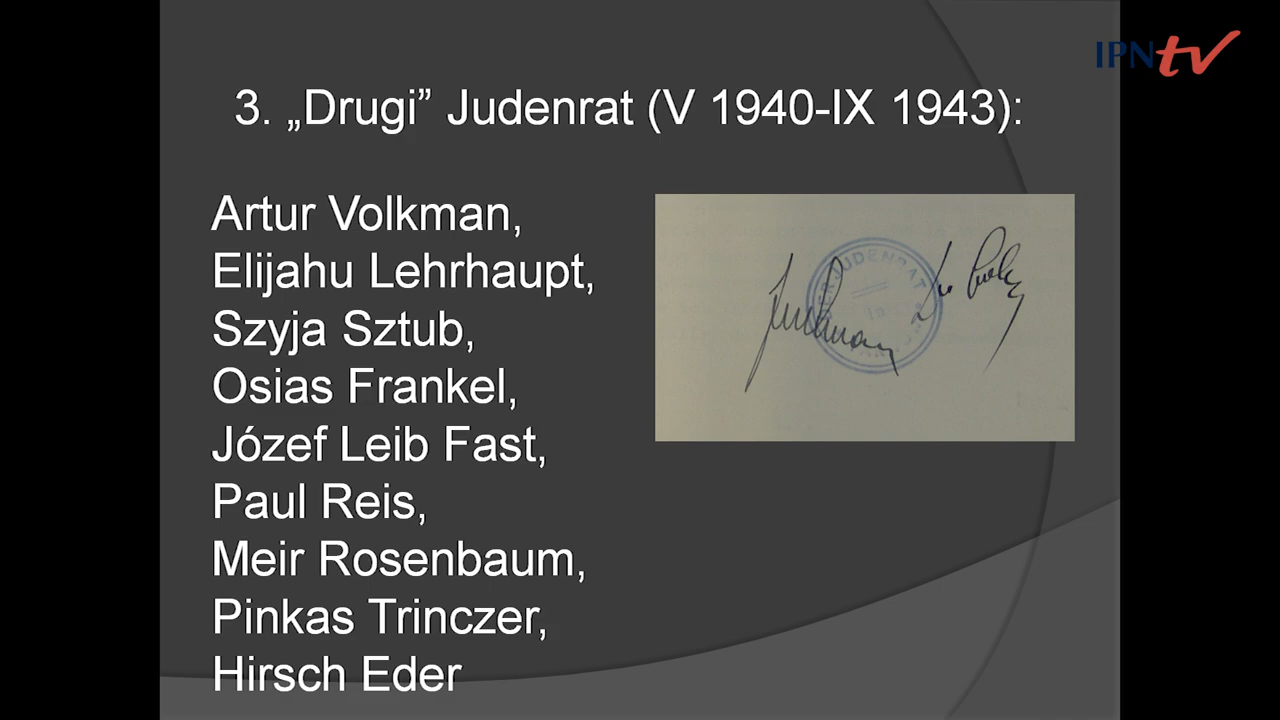 IPNtv
3. „Drugi” Judenrat (V 1940-IX 1943):
Artur Volkman,
Elijahu Lehrhaupt,
Szyja Sztub,
Osias Frankel,
Józef Leib Fast,
Paul Reis,
Meir Rosenbaum,
Pinkas Trinczer,
Hirsch Eder
JUDENRAT